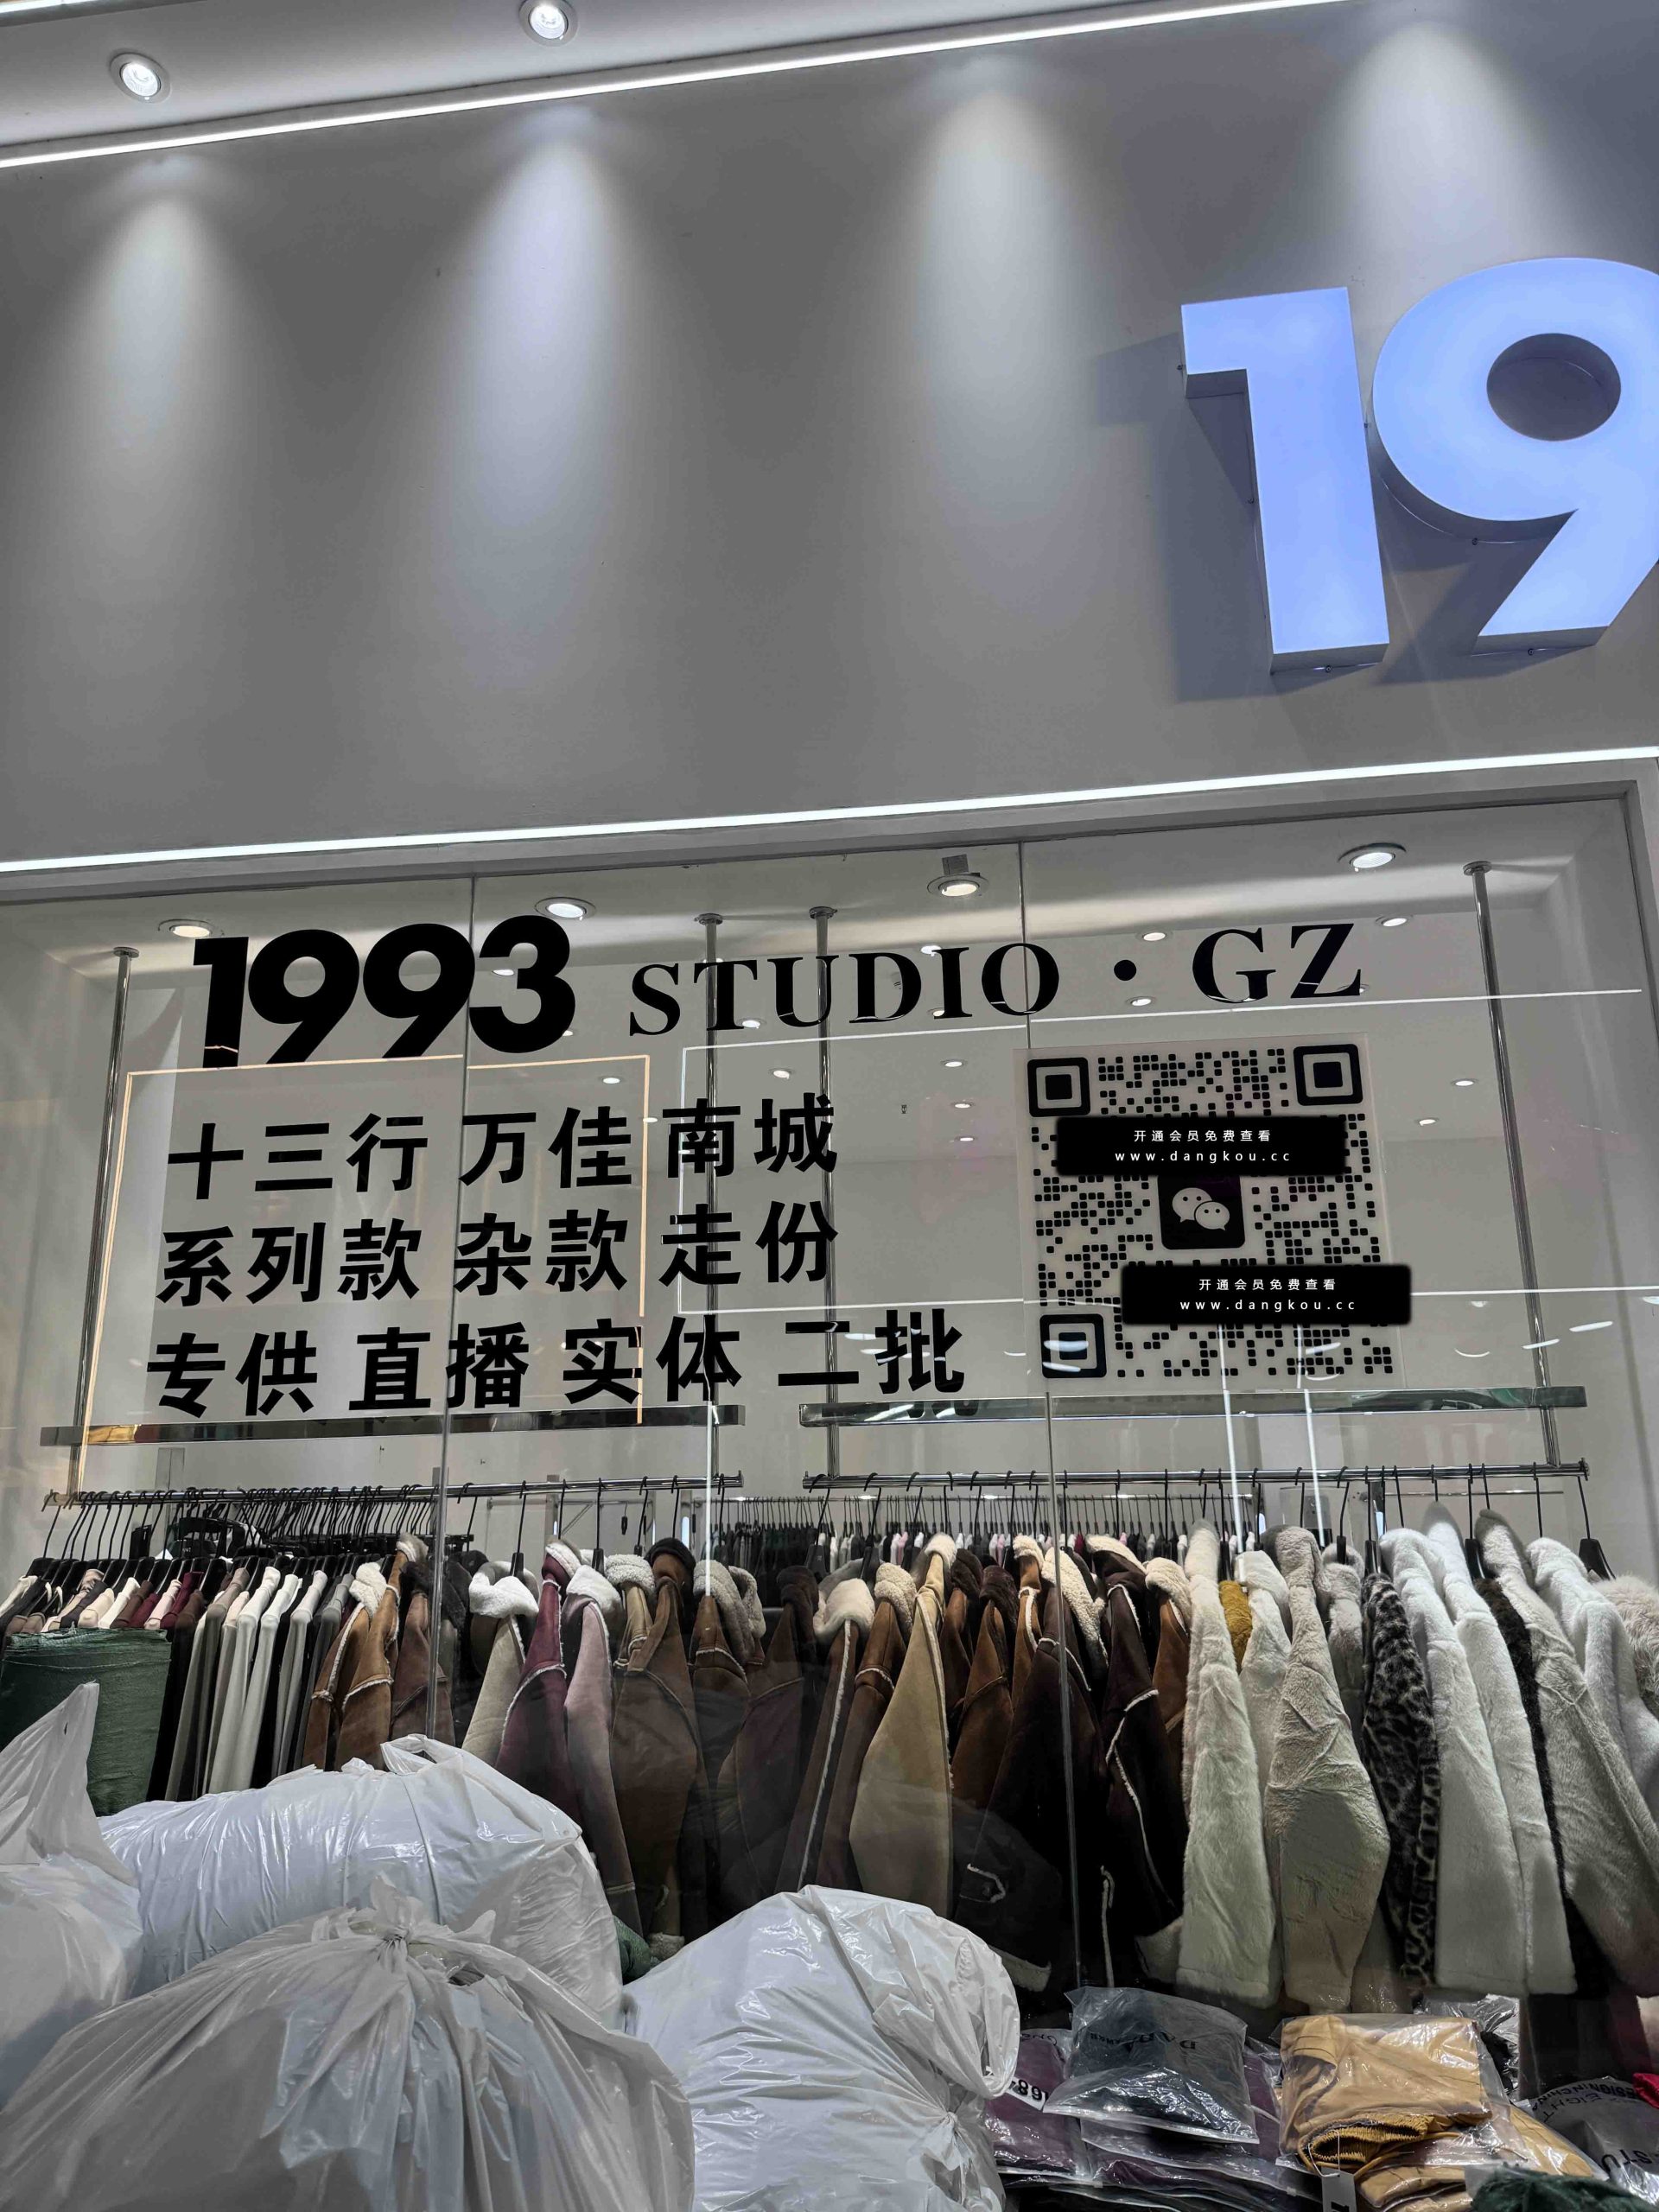 19
1993 STUDIO · GZ
十三行 万佳 南城
系列款 杂款 走份
专供 直播 实体 二批
开通会员免费查看
www.dangkou.cc
开通会员免费查看
www.dangkou.cc